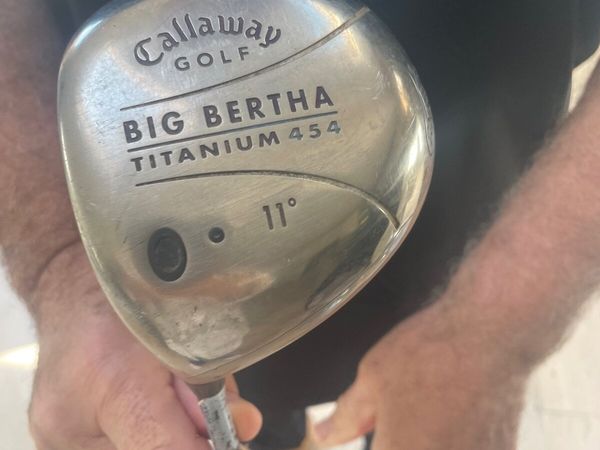 Callaway
GOLF
BIG BERTHA
TITANIUM 454
11°